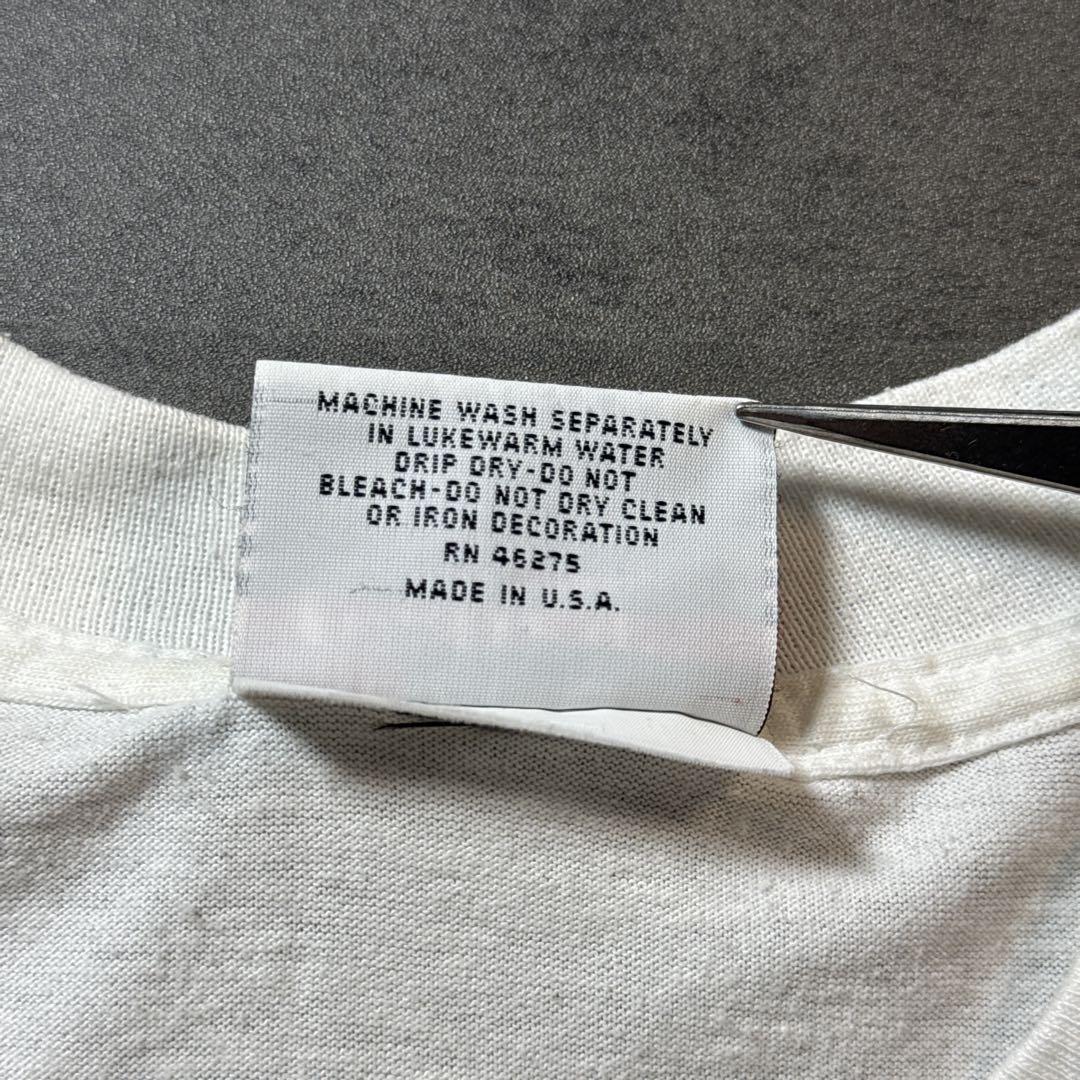 MACHINE WASH SEPARATELY
IN LUKEWARM WATER
DRIP DRY-DO NOT
BLEACH-DO NOT DRY CLEAN
OR IRON DECORATION
RN 46275
MADE IN U.S.A.